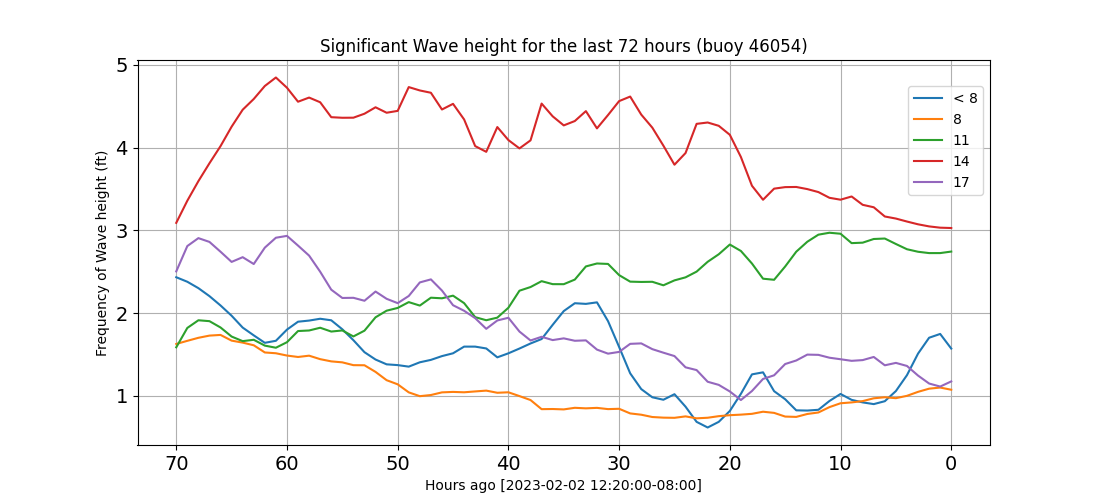 Significant Wave height for the last 72 hours (buoy 46054)
Frequency of Wave height (ft)
5
4
3
2
1
< 8
8
11
14
17
70 60 50 40 30 20 10 0
Hours ago [2023-02-02 12:20:00-08:00]